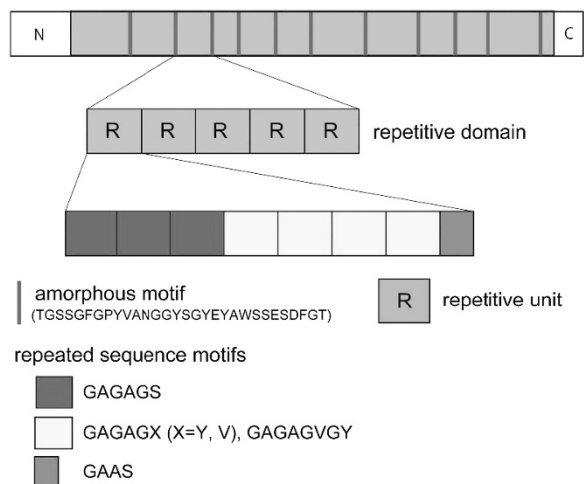 N C
R R R R R repetitive domain
amorphous motif
(TGSSGFGPYVANGGYSGYEYAWSSESDFGT)
R repetitive unit
repeated sequence motifs
GAGAGS
GAGAGX (X=Y, V), GAGAGVGY
GAAS